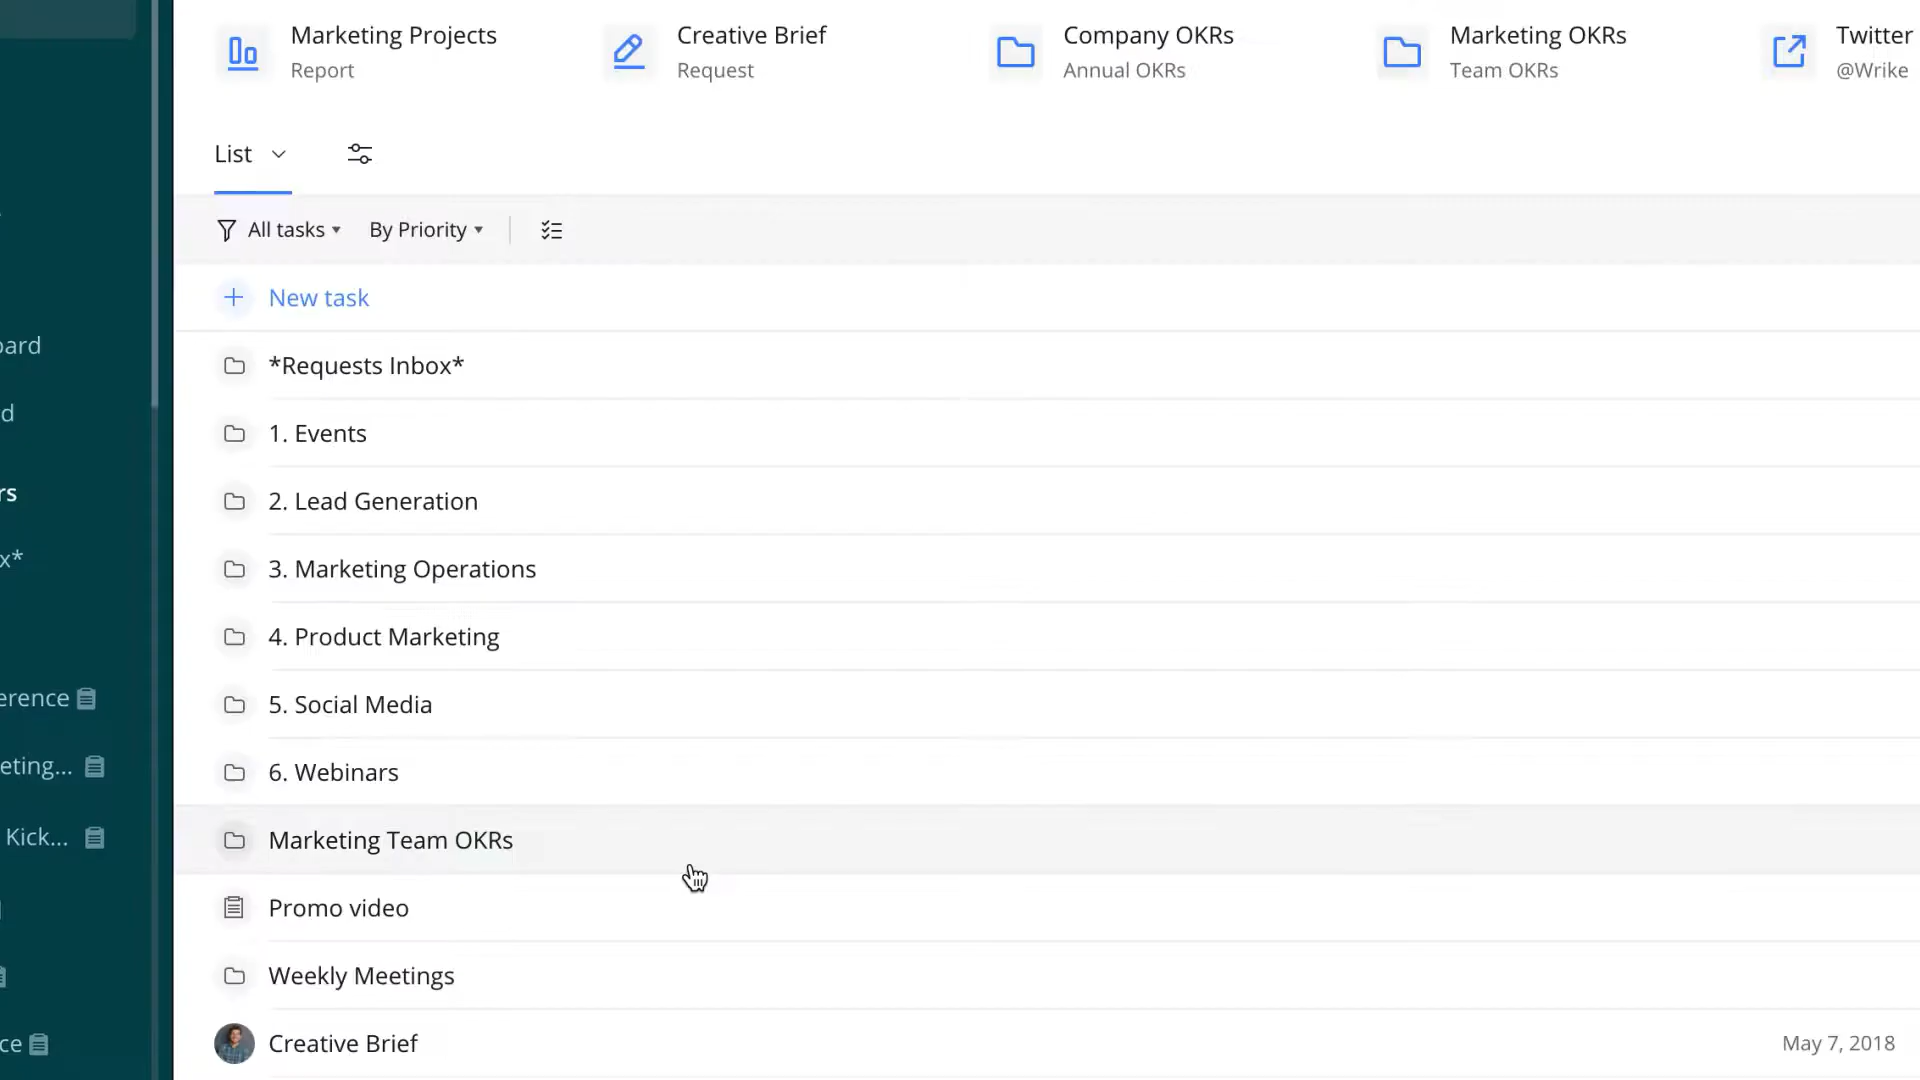 Marketing Projects
Report
Creative Brief
Request
Company OKRs
Annual OKRs
Marketing OKRs
Team OKRs
Twitter
@Wrike
List
All tasks
By Priority
New task
*Requests Inbox*
1. Events
2. Lead Generation
3. Marketing Operations
4. Product Marketing
5. Social Media
6. Webinars
Marketing Team OKRs
Promo video
Weekly Meetings
Creative Brief
May 7, 2018
oard
d
rs
x*
erence
eting...
Kick...
ce